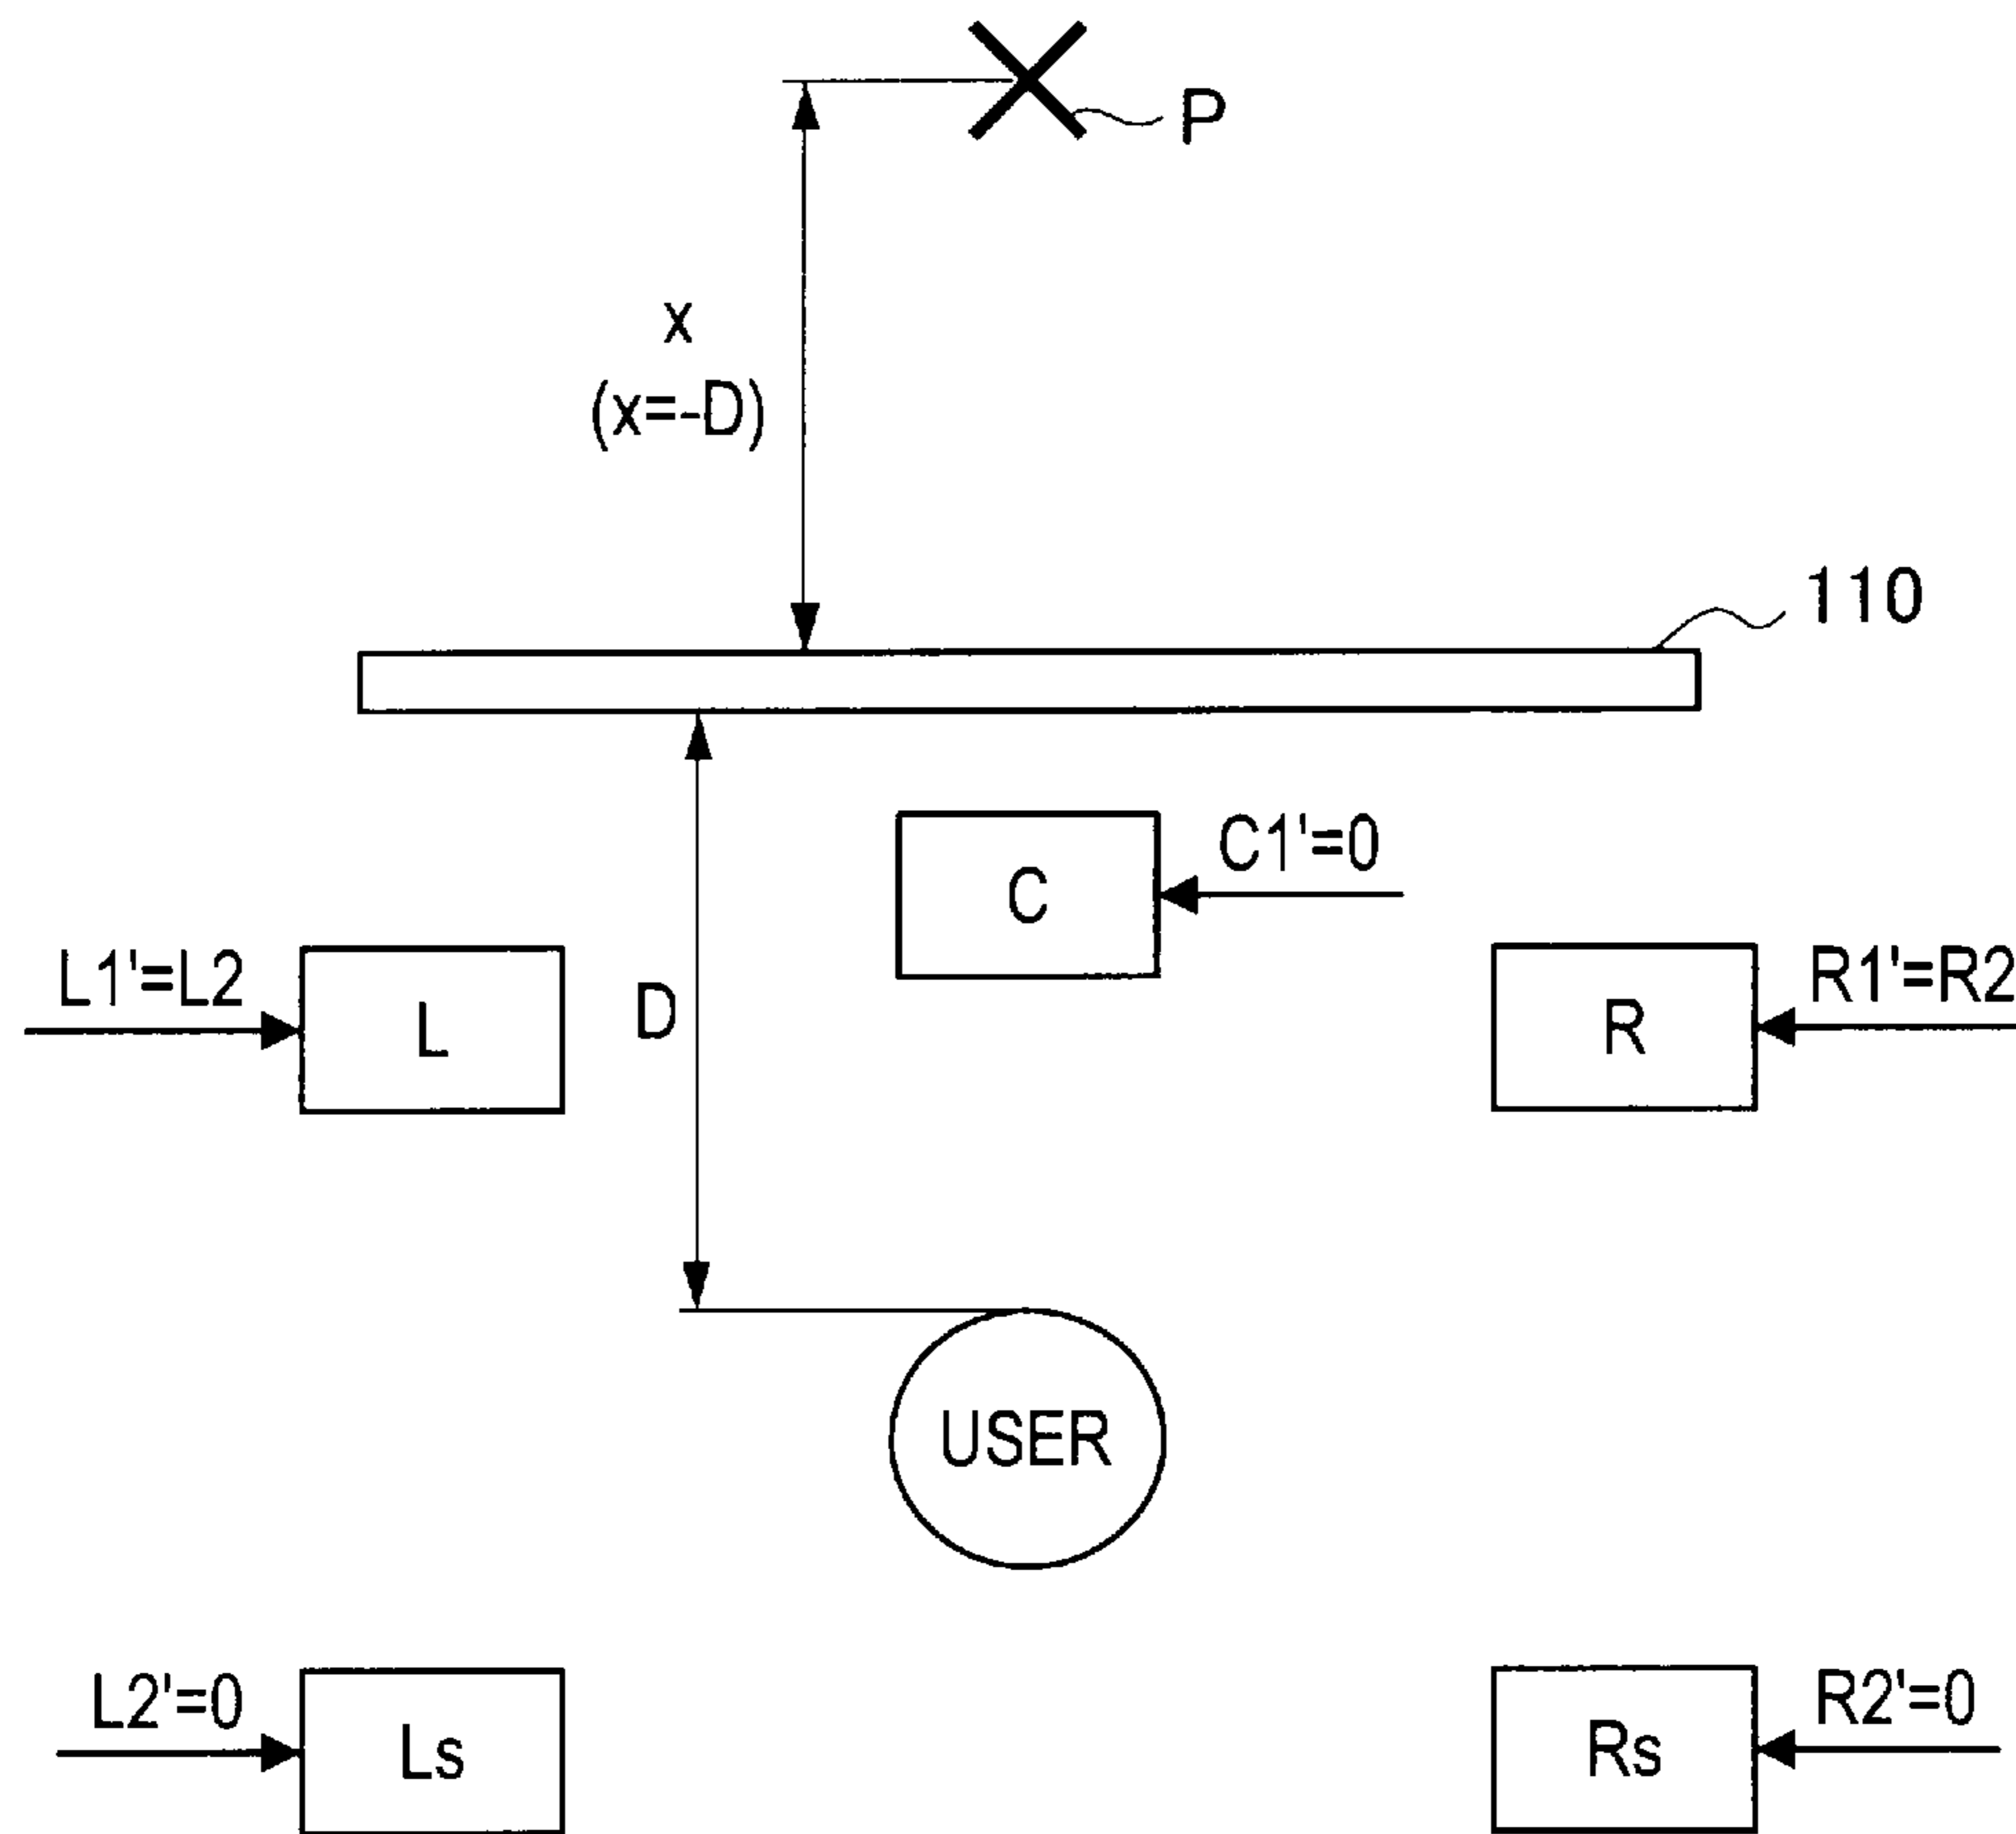 P
x
(x=-D)
110
C1'=0
C
L1'=L2
L
D
R
R1'=R2
USER
L2'=0
Ls
Rs
R2'=0